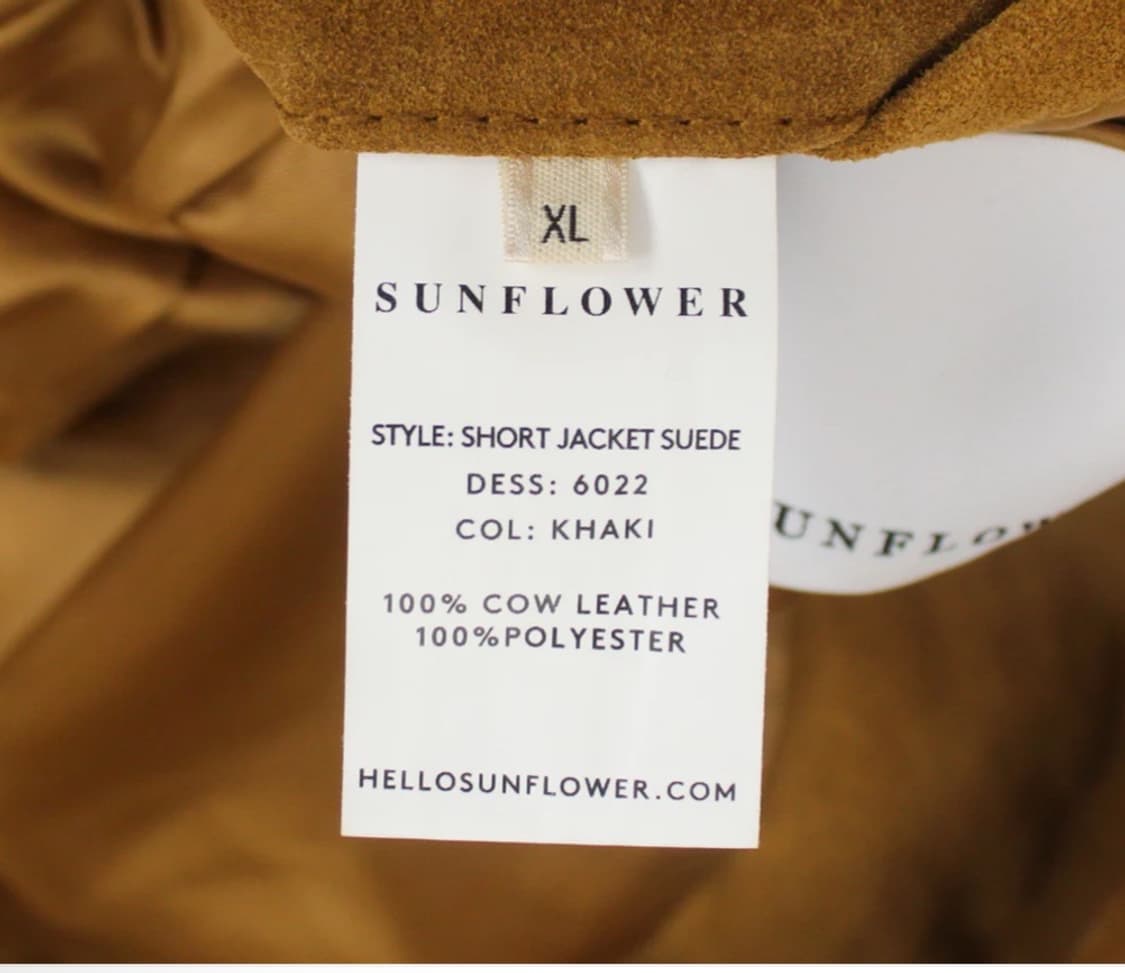 XL
SUNFLOWER
STYLE: SHORT JACKET SUEDE
DESS: 6022
COL: KHAKI
100% COW LEATHER
100%POLYESTER
HELLOSUNFLOWER.COM